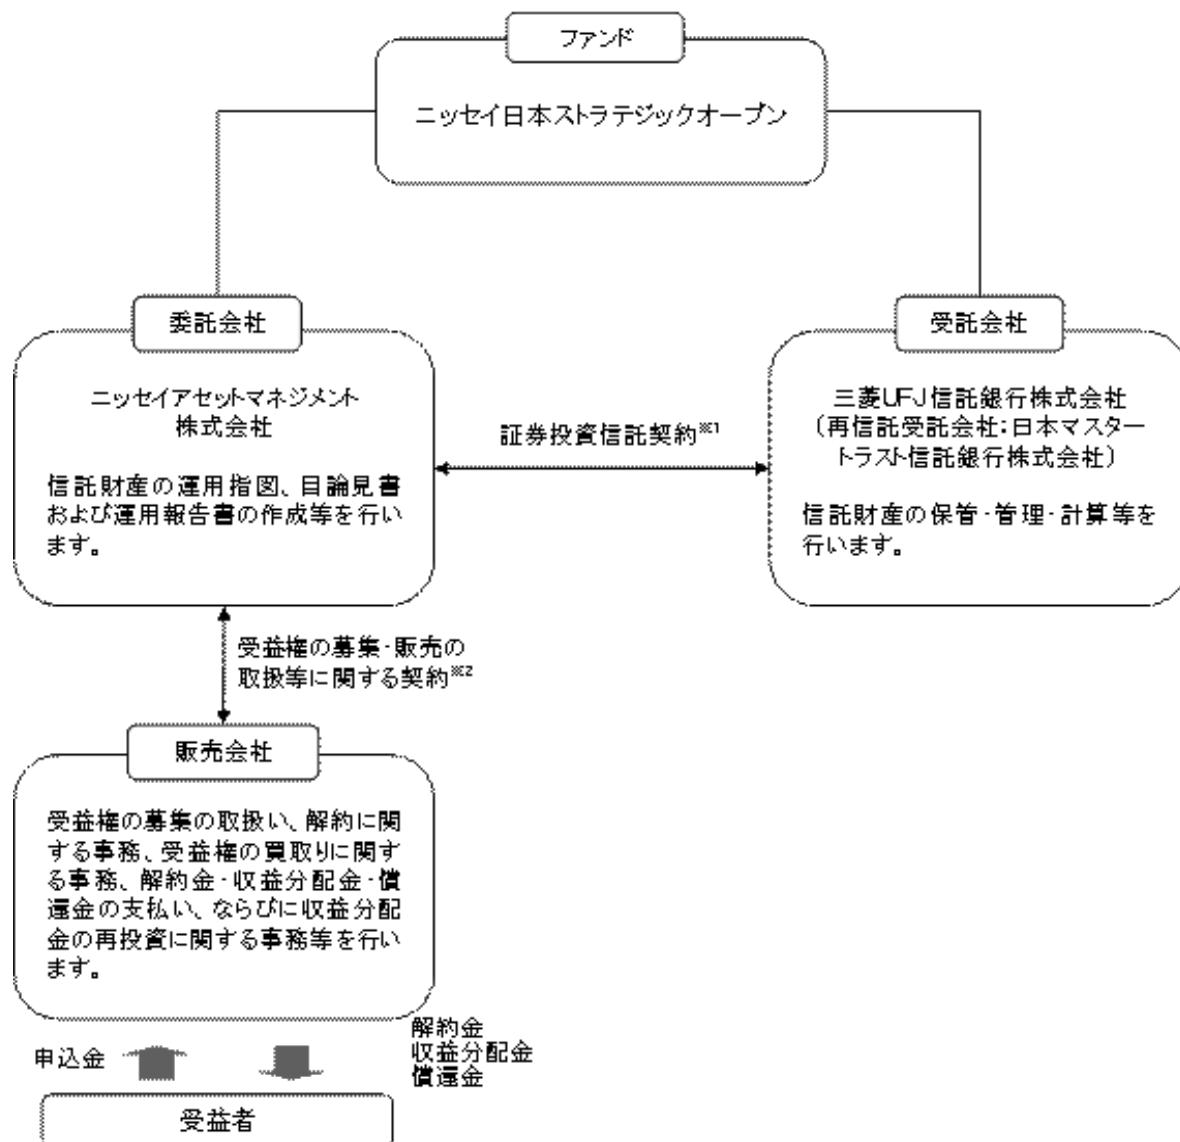 ファンド
ニッセイ日本ストラテジックオープン
委託会社
ニッセイアセットマネジメント
株式会社
信託財産の運用指図、目論見書
および運用報告書の作成等を行い
ます。
証券投資信託契約※1
受託会社
三菱UFJ信託銀行株式会社
(再信託受託会社:日本マスター
トラスト信託銀行株式会社)
信託財産の保管・管理・計算等を
行います。
受益権の募集・販売の
取扱等に関する契約※2
販売会社
受益権の募集の取扱い、解約に関
する事務、受益権の買取りに関す
る事務、解約金・収益分配金・償
還金の支払い、ならびに収益分配
金の再投資に関する事務等を行い
ます。
申込金
解約金
収益分配金
償還金
受益者